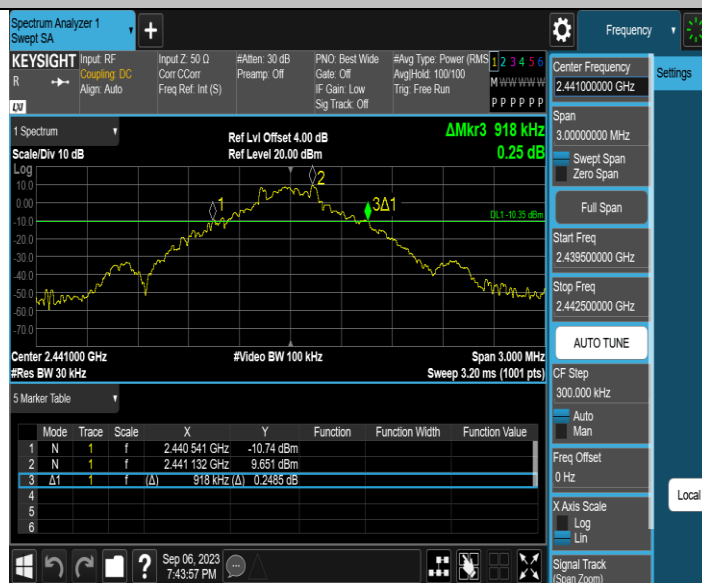 Spectrum Analyzer 1
Swept SA
+
Frequency
KEYSIGHT
R
LXI
Input: RF
Coupling: DC
Align: Auto
Input Z: 50 Ω
Corr CCorr
Freq Ref: Int (S)
#Atten: 30 dB
Preamp: Off
PNO: Best Wide
Gate: Off
IF Gain: Low
Sig Track: Off
#Avg Type: Power (RMS
Avg|Hold: 100/100
Trig: Free Run
1 2 3 4 5 6
M W W W W W
P P P P P P
1 Spectrum
Scale/Div 10 dB
Ref Lvl Offset 4.00 dB
Ref Level 20.00 dBm
ΔMkr3 918 kHz
0.25 dB
Log
10.0
0.00
-10.0
-20.0
-30.0
-40.0
-50.0
-60.0
-70.0
1
2
3Δ1
DL1 -10.35 dBm
Center 2.441000 GHz
#Res BW 30 kHz
#Video BW 100 kHz
Span 3.000 MHz
Sweep 3.20 ms (1001 pts)
5 Marker Table
Mode Trace Scale X Y Function Function Width Function Value
1 N 1 f 2.440 541 GHz -10.74 dBm
2 N 1 f 2.441 132 GHz 9.651 dBm
3 Δ1 1 f (Δ) 918 kHz (Δ) 0.2485 dB
4
5
6
Sep 06, 2023
7:43:57 PM
Center Frequency
2.441000000 GHz
Settings
Span
3.00000000 MHz
Swept Span
Zero Span
Full Span
Start Freq
2.439500000 GHz
Stop Freq
2.442500000 GHz
AUTO TUNE
CF Step
300.000 kHz
Auto
Man
Freq Offset
0 Hz
X Axis Scale
Log
Lin
Local
Signal Track
(Span Zoom)